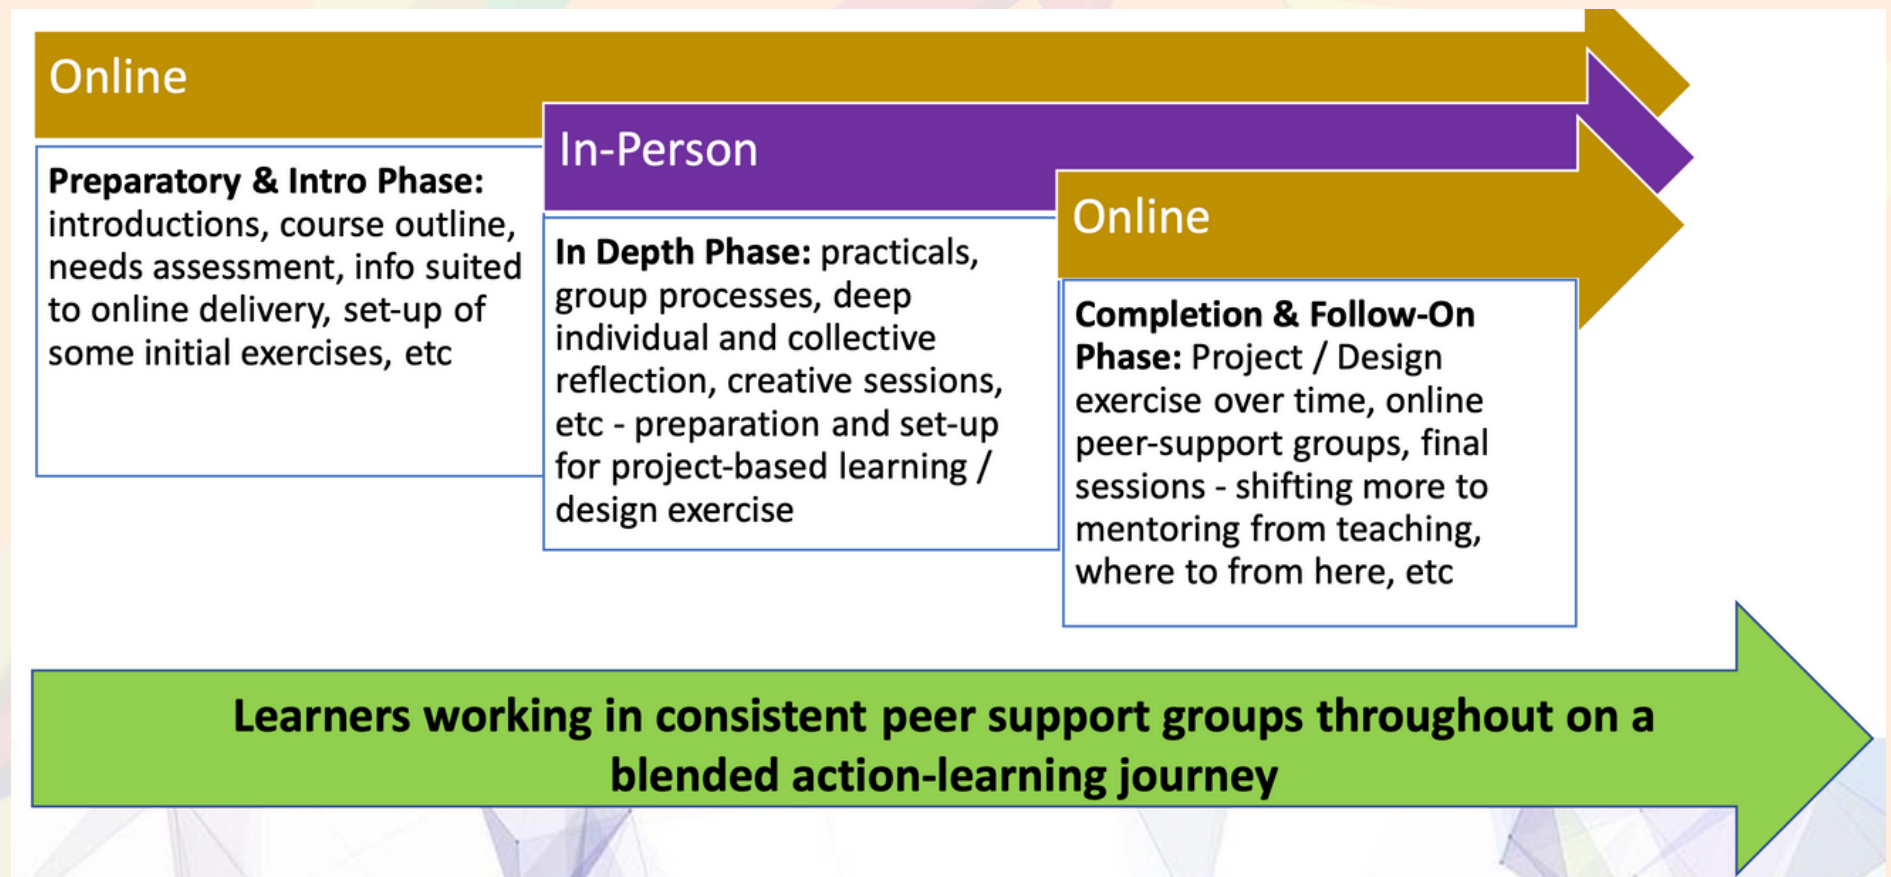 Online
Preparatory & Intro Phase:
introductions, course outline,
needs assessment, info suited
to online delivery, set-up of
some initial exercises, etc
In-Person
In Depth Phase: practicals,
group processes, deep
individual and collective
reflection, creative sessions,
etc - preparation and set-up
for project-based learning /
design exercise
Online
Completion & Follow-On
Phase: Project / Design
exercise over time, online
peer-support groups, final
sessions - shifting more to
mentoring from teaching,
where to from here, etc
Learners working in consistent peer support groups throughout on a
blended action-learning journey